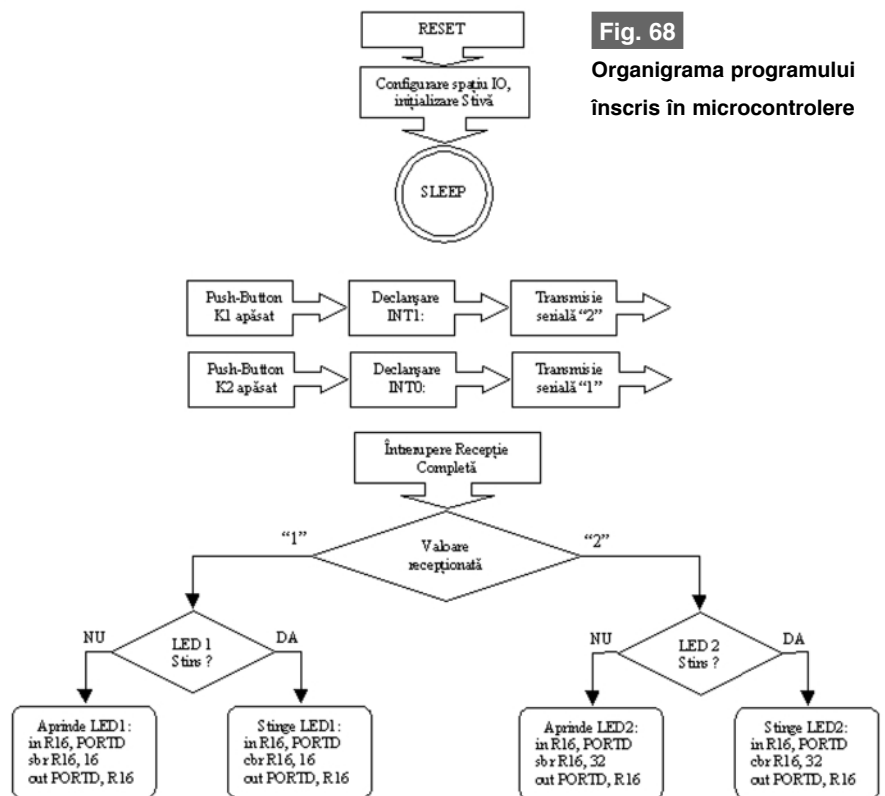 Fig. 68
Organigrama programului
înscris în microcontrolere
RESET
Configurare spațiu IO,
inițializare Stivă
SLEEP
Push-Button
K1 apăsat
Declanșare
INT1:
Transmisie
serială “2”
Push-Button
K2 apăsat
Declanșare
INT0:
Transmisie
serială “1”
Întrerupere Recepție
Completă
“1”
Valoare
recepționată
“2”
NU
LED 1
Stins ?
DA
NU
LED 2
Stins ?
DA
Aprinde LED1:
in R16, PORTD
sbr R16, 16
out PORTD, R16
Stinge LED1:
in R16, PORTD
cbr R16, 16
out PORTD, R16
Aprinde LED2:
in R16, PORTD
sbr R16, 32
out PORTD, R16
Stinge LED2:
in R16, PORTD
cbr R16, 32
out PORTD, R16